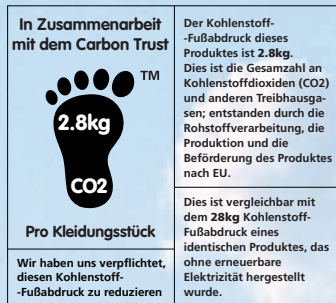 In Zusammenarbeit
mit dem Carbon Trust
TM
2.8kg
CO2
Pro Kleidungsstück
Wir haben uns verpflichtet,
diesen Kohlenstoff-
-Fußabdruck zu reduzieren
Der Kohlenstoff-
-Fußabdruck dieses
Produktes ist 2.8kg.
Dies ist die Gesamzahl an
Kohlenstoffdioxiden (CO2)
und anderen Treibhausga-
sen; entstanden durch die
Rohstoffverarbeitung, die
Produktion und die
Beförderung des Produktes
nach EU.
Dies ist vergleichbar mit
dem 28kg Kohlenstoff-
Fußabdruck eines
identischen Produktes, das
ohne erneuerbare
Elektrizität hergestellt
wurde.